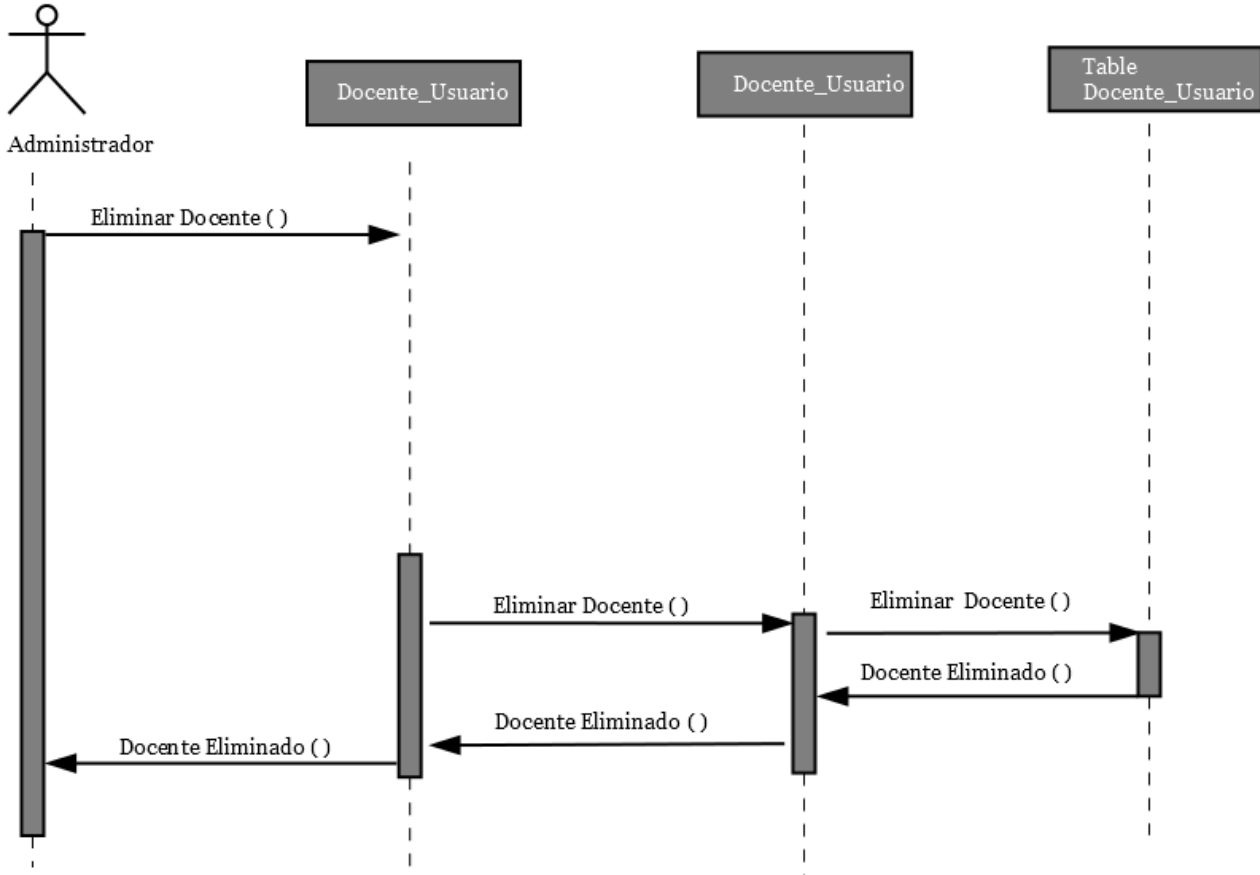 Administrador
Docente_Usuario
Docente_Usuario
Table
Docente_Usuario
Eliminar Docente ( )
Eliminar Docente ( )
Eliminar Docente ( )
Docente Eliminado ( )
Docente Eliminado ( )
Docente Eliminado ( )